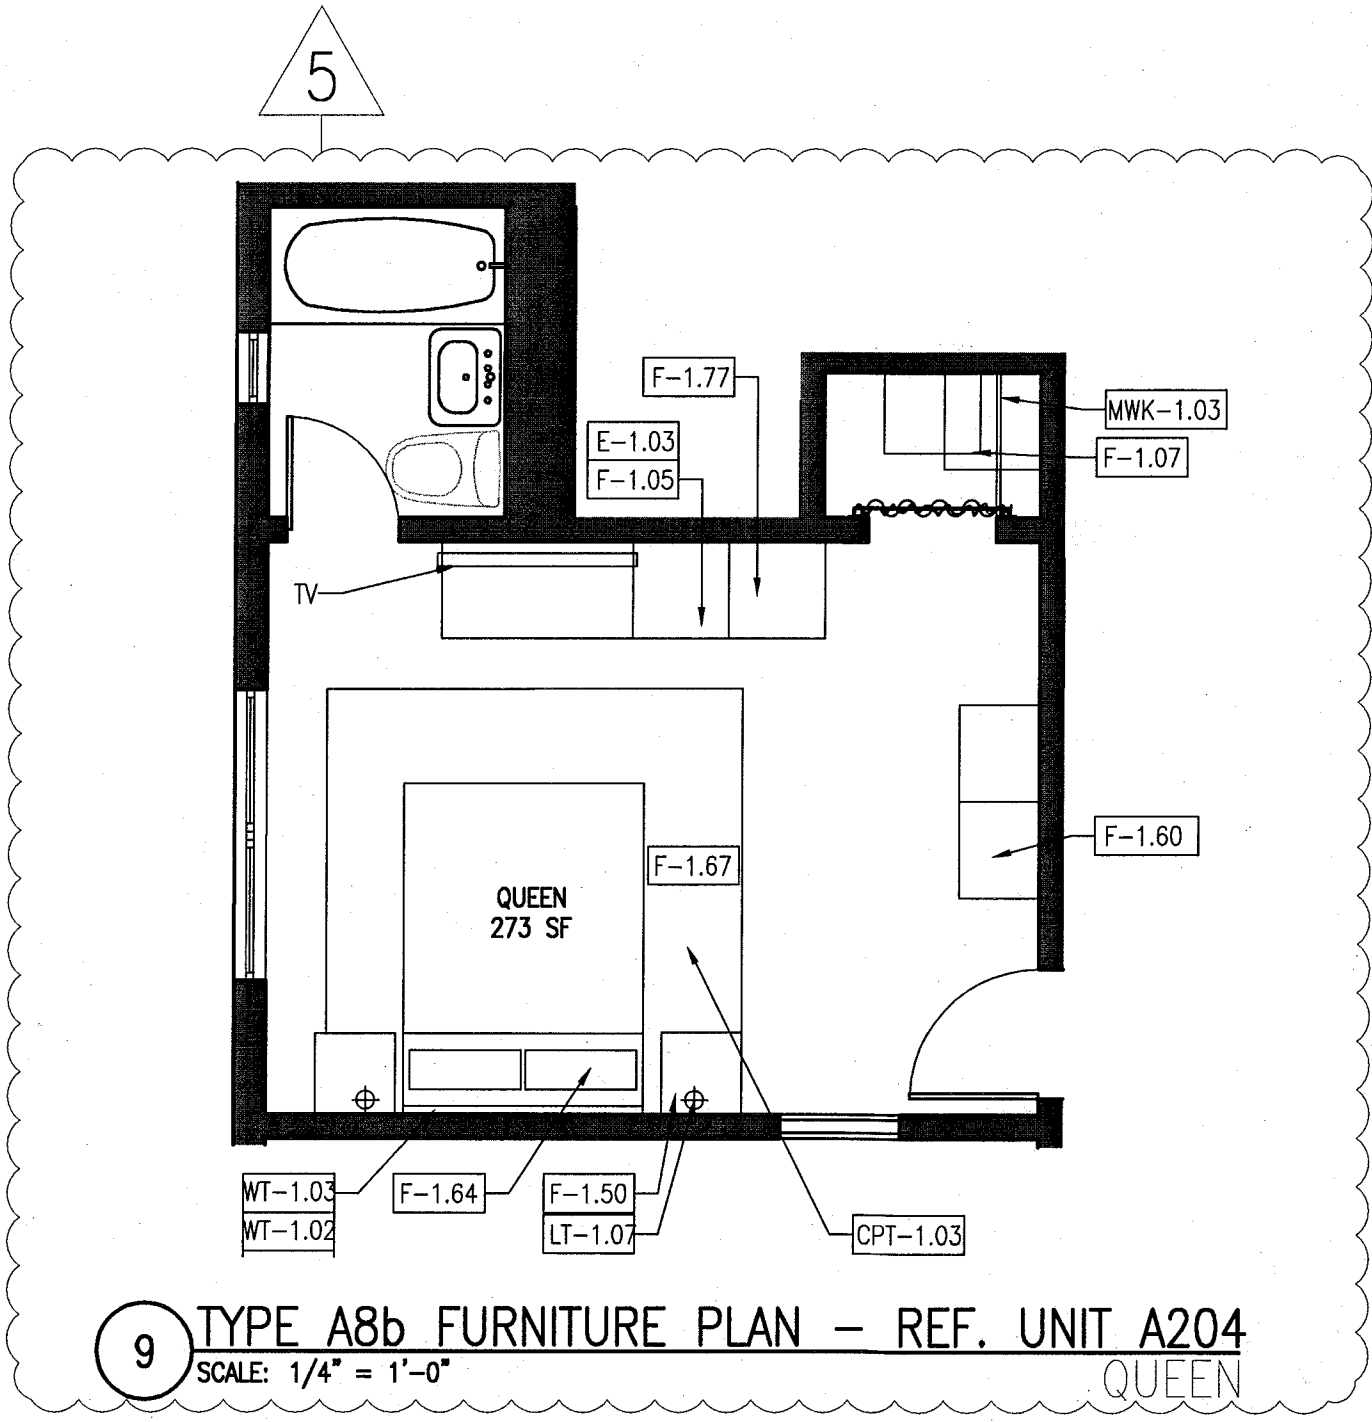 5
F-1.77
E-1.03
F-1.05
MWK-1.03
F-1.07
TV
F-1.60
F-1.67
QUEEN
273 SF
WT-1.03
WT-1.02
F-1.64
F-1.50
LT-1.07
CPT-1.03
9
TYPE A8b FURNITURE PLAN - REF. UNIT A204
SCALE: 1/4" = 1'-0"
QUEEN